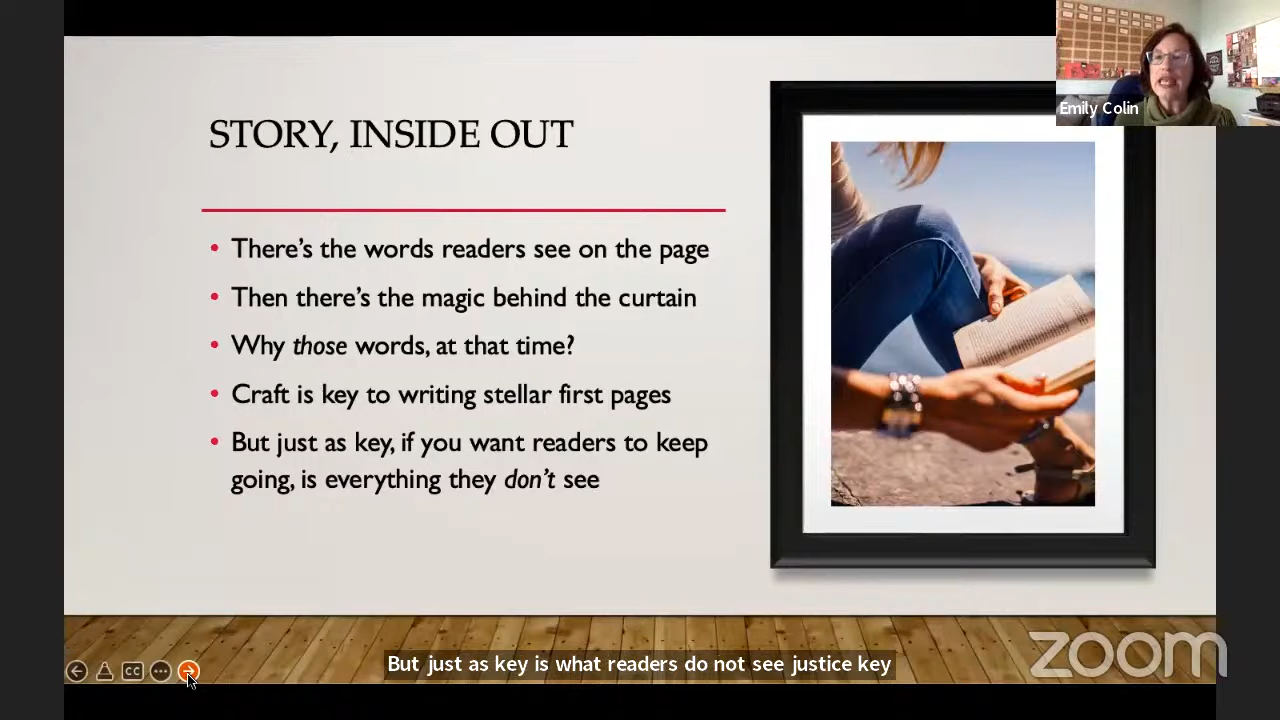 Emily Colin
STORY, INSIDE OUT
• There's the words readers see on the page
• Then there's the magic behind the curtain
• Why those words, at that time?
• Craft is key to writing stellar first pages
• But just as key, if you want readers to keep
going, is everything they don't see
CC
But just as key is what readers do not see justice key
zoom